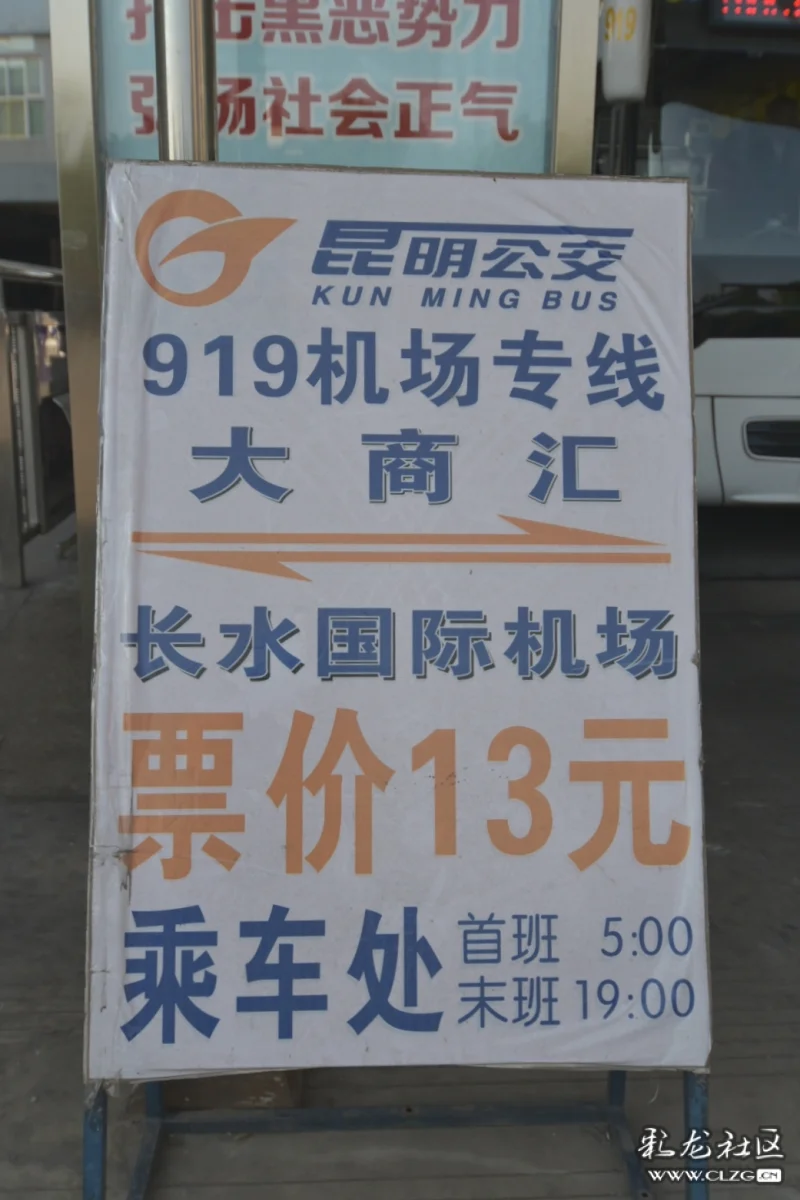 打击黑恶势力
弘扬社会正气
919
昆明公交
KUN MING BUS
919机场专线
大商汇
长水国际机场
票价13元
乘车处
首班 5:00
末班 19:00
彩龙社区
WWW.CLZG.CN